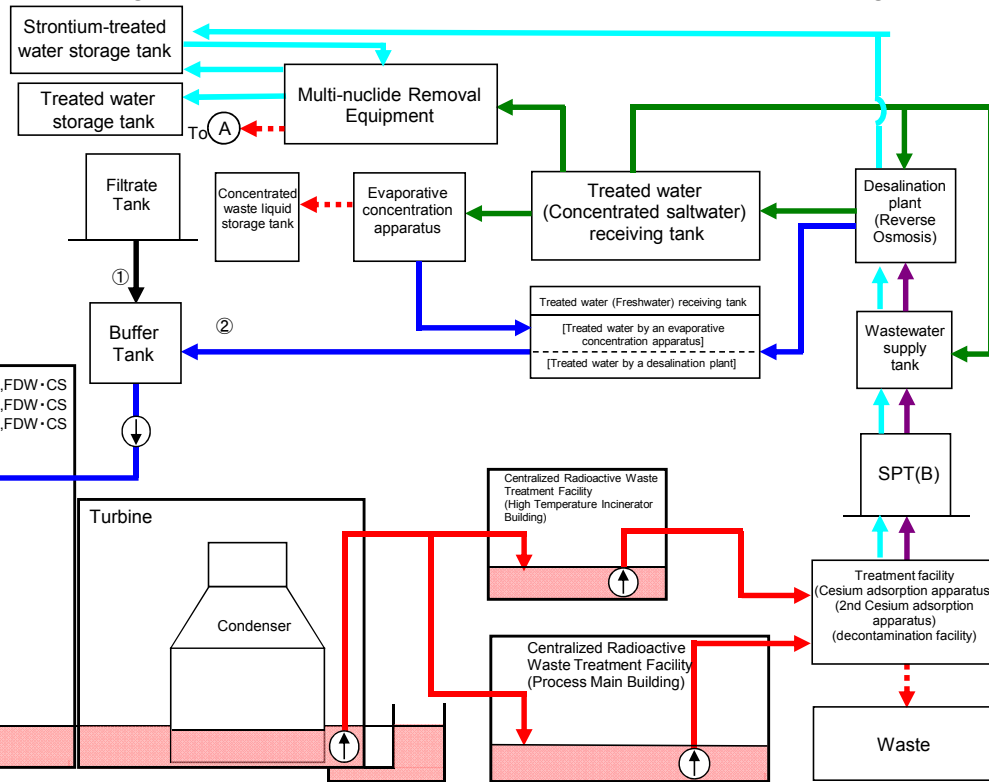 Strontium-treated
water storage tank
Treated water
storage tank
Multi-nuclide Removal
Equipment
To A
Filtrate
Tank
Concentrated
waste liquid
storage tank
Evaporative
concentration
apparatus
Treated water
(Concentrated saltwater)
receiving tank
Desalination
plant
(Reverse
Osmosis)
①
②
Buffer
Tank
Treated water (Freshwater) receiving tank
[Treated water by an evaporative
concentration apparatus]
[Treated water by a desalination plant]
Wastewater
supply
tank
,FDW・CS
,FDW・CS
,FDW・CS
SPT(B)
Turbine
Condenser
Centralized Radioactive Waste
Treatment Facility
(High Temperature Incinerator
Building)
Treatment facility
(Cesium adsorption apparatus)
(2nd Cesium adsorption
apparatus)
(decontamination facility)
Centralized Radioactive
Waste Treatment Facility
(Process Main Building)
Waste